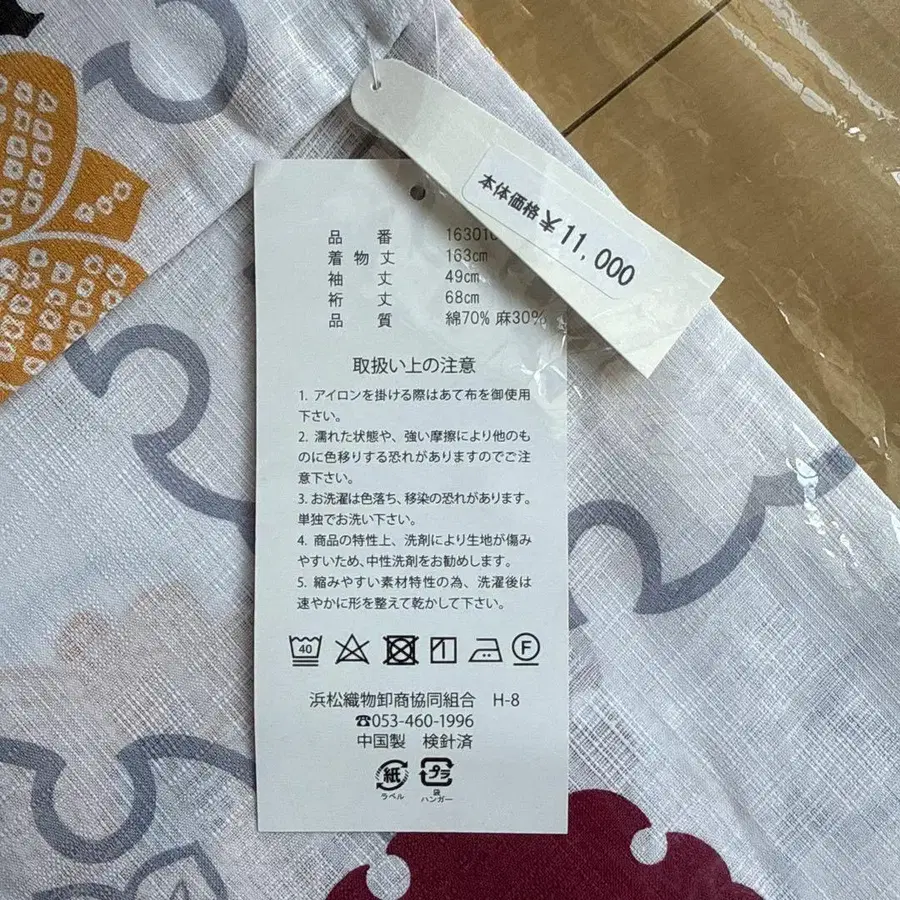 本体価格 ¥11,000
品番 16301
着物丈 163cm
袖丈 49cm
裄丈 68cm
品質 綿70% 麻30%
取扱い上の注意
1. アイロンを掛ける際はあて布を御使用
下さい。
2. 濡れた状態や、強い摩擦により他のも
のに色移りする恐れがありますのでご注
意下さい。
3. お洗濯は色落ち、移染の恐れがあります。
単独でお洗い下さい。
4. 商品の特性上、洗剤により生地が傷み
やすいため、中性洗剤をお勧めします。
5. 縮みやすい素材特性の為、洗濯後は
速やかに形を整えて乾かして下さい。
40 F
浜松織物卸商協同組合 H-8
☎053-460-1996
中国製 検針済
紙 プラ
ラベル 袋
ハンガー